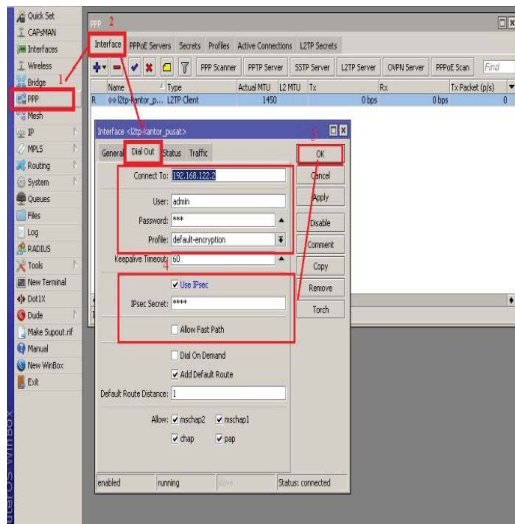 Quick Set
CAPsMAN
Interfaces
Wireless
Bridge
PPP
Mesh
IP
MPLS
Routing
System
Queues
Files
Log
RADIUS
Tools
New Terminal
Dot1X
Dude
Make Supout.rif
Manual
New WinBox
Exit
WinBox
1
PPP 2
Interface PPPoE Servers Secrets Profiles Active Connections L2TP Secrets
PPP Scanner PPTP Server SSTP Server L2TP Server OVPN Server PPPoE Scan Find
Name Type Actual MTU L2 MTU Tx Rx Tx Packet (p/s)
R l2tp-kantor_p... L2TP Client 1450 0 bps 0 bps 0
Interface <l2tp-kantor_pusat>
General Dial Out Status Traffic
Connect To: 192.168.122.2
User: admin
Password: ***
Profile: default-encryption
Keepalive Timeout: 60
4
Use IPsec
IPsec Secret: ****
Allow Fast Path
Dial On Demand
Add Default Route
Default Route Distance: 1
Allow: mschap2 mschap1
chap pap
OK
Cancel
Apply
Disable
Comment
Copy
Remove
Torch
enabled running Status: connected